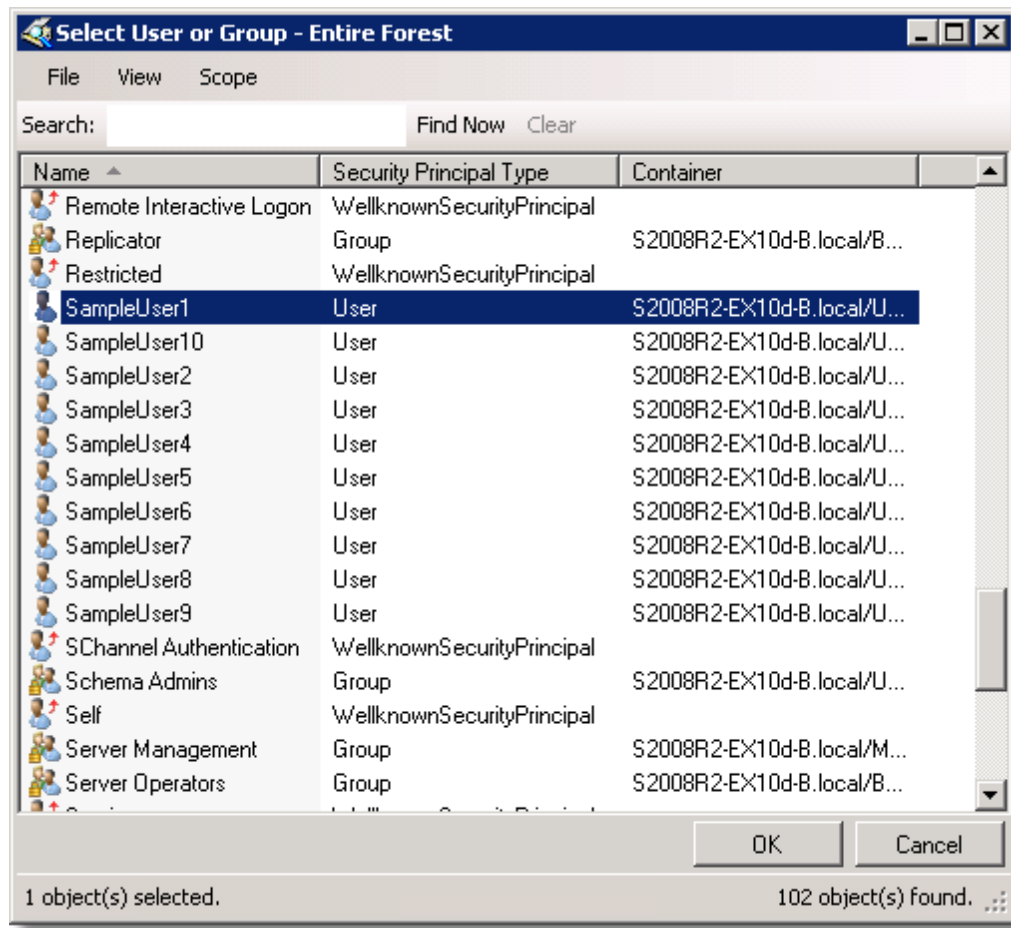 Select User or Group - Entire Forest
File View Scope
Search: Find Now Clear
Name Security Principal Type Container
Remote Interactive Logon WellknownSecurityPrincipal
Replicator Group S2008R2-EX10d-B.local/B...
Restricted WellknownSecurityPrincipal
SampleUser1 User S2008R2-EX10d-B.local/U...
SampleUser10 User S2008R2-EX10d-B.local/U...
SampleUser2 User S2008R2-EX10d-B.local/U...
SampleUser3 User S2008R2-EX10d-B.local/U...
SampleUser4 User S2008R2-EX10d-B.local/U...
SampleUser5 User S2008R2-EX10d-B.local/U...
SampleUser6 User S2008R2-EX10d-B.local/U...
SampleUser7 User S2008R2-EX10d-B.local/U...
SampleUser8 User S2008R2-EX10d-B.local/U...
SampleUser9 User S2008R2-EX10d-B.local/U...
SChannel Authentication WellknownSecurityPrincipal
Schema Admins Group S2008R2-EX10d-B.local/U...
Self WellknownSecurityPrincipal
Server Management Group S2008R2-EX10d-B.local/M...
Server Operators Group S2008R2-EX10d-B.local/B...
OK Cancel
1 object(s) selected. 102 object(s) found.